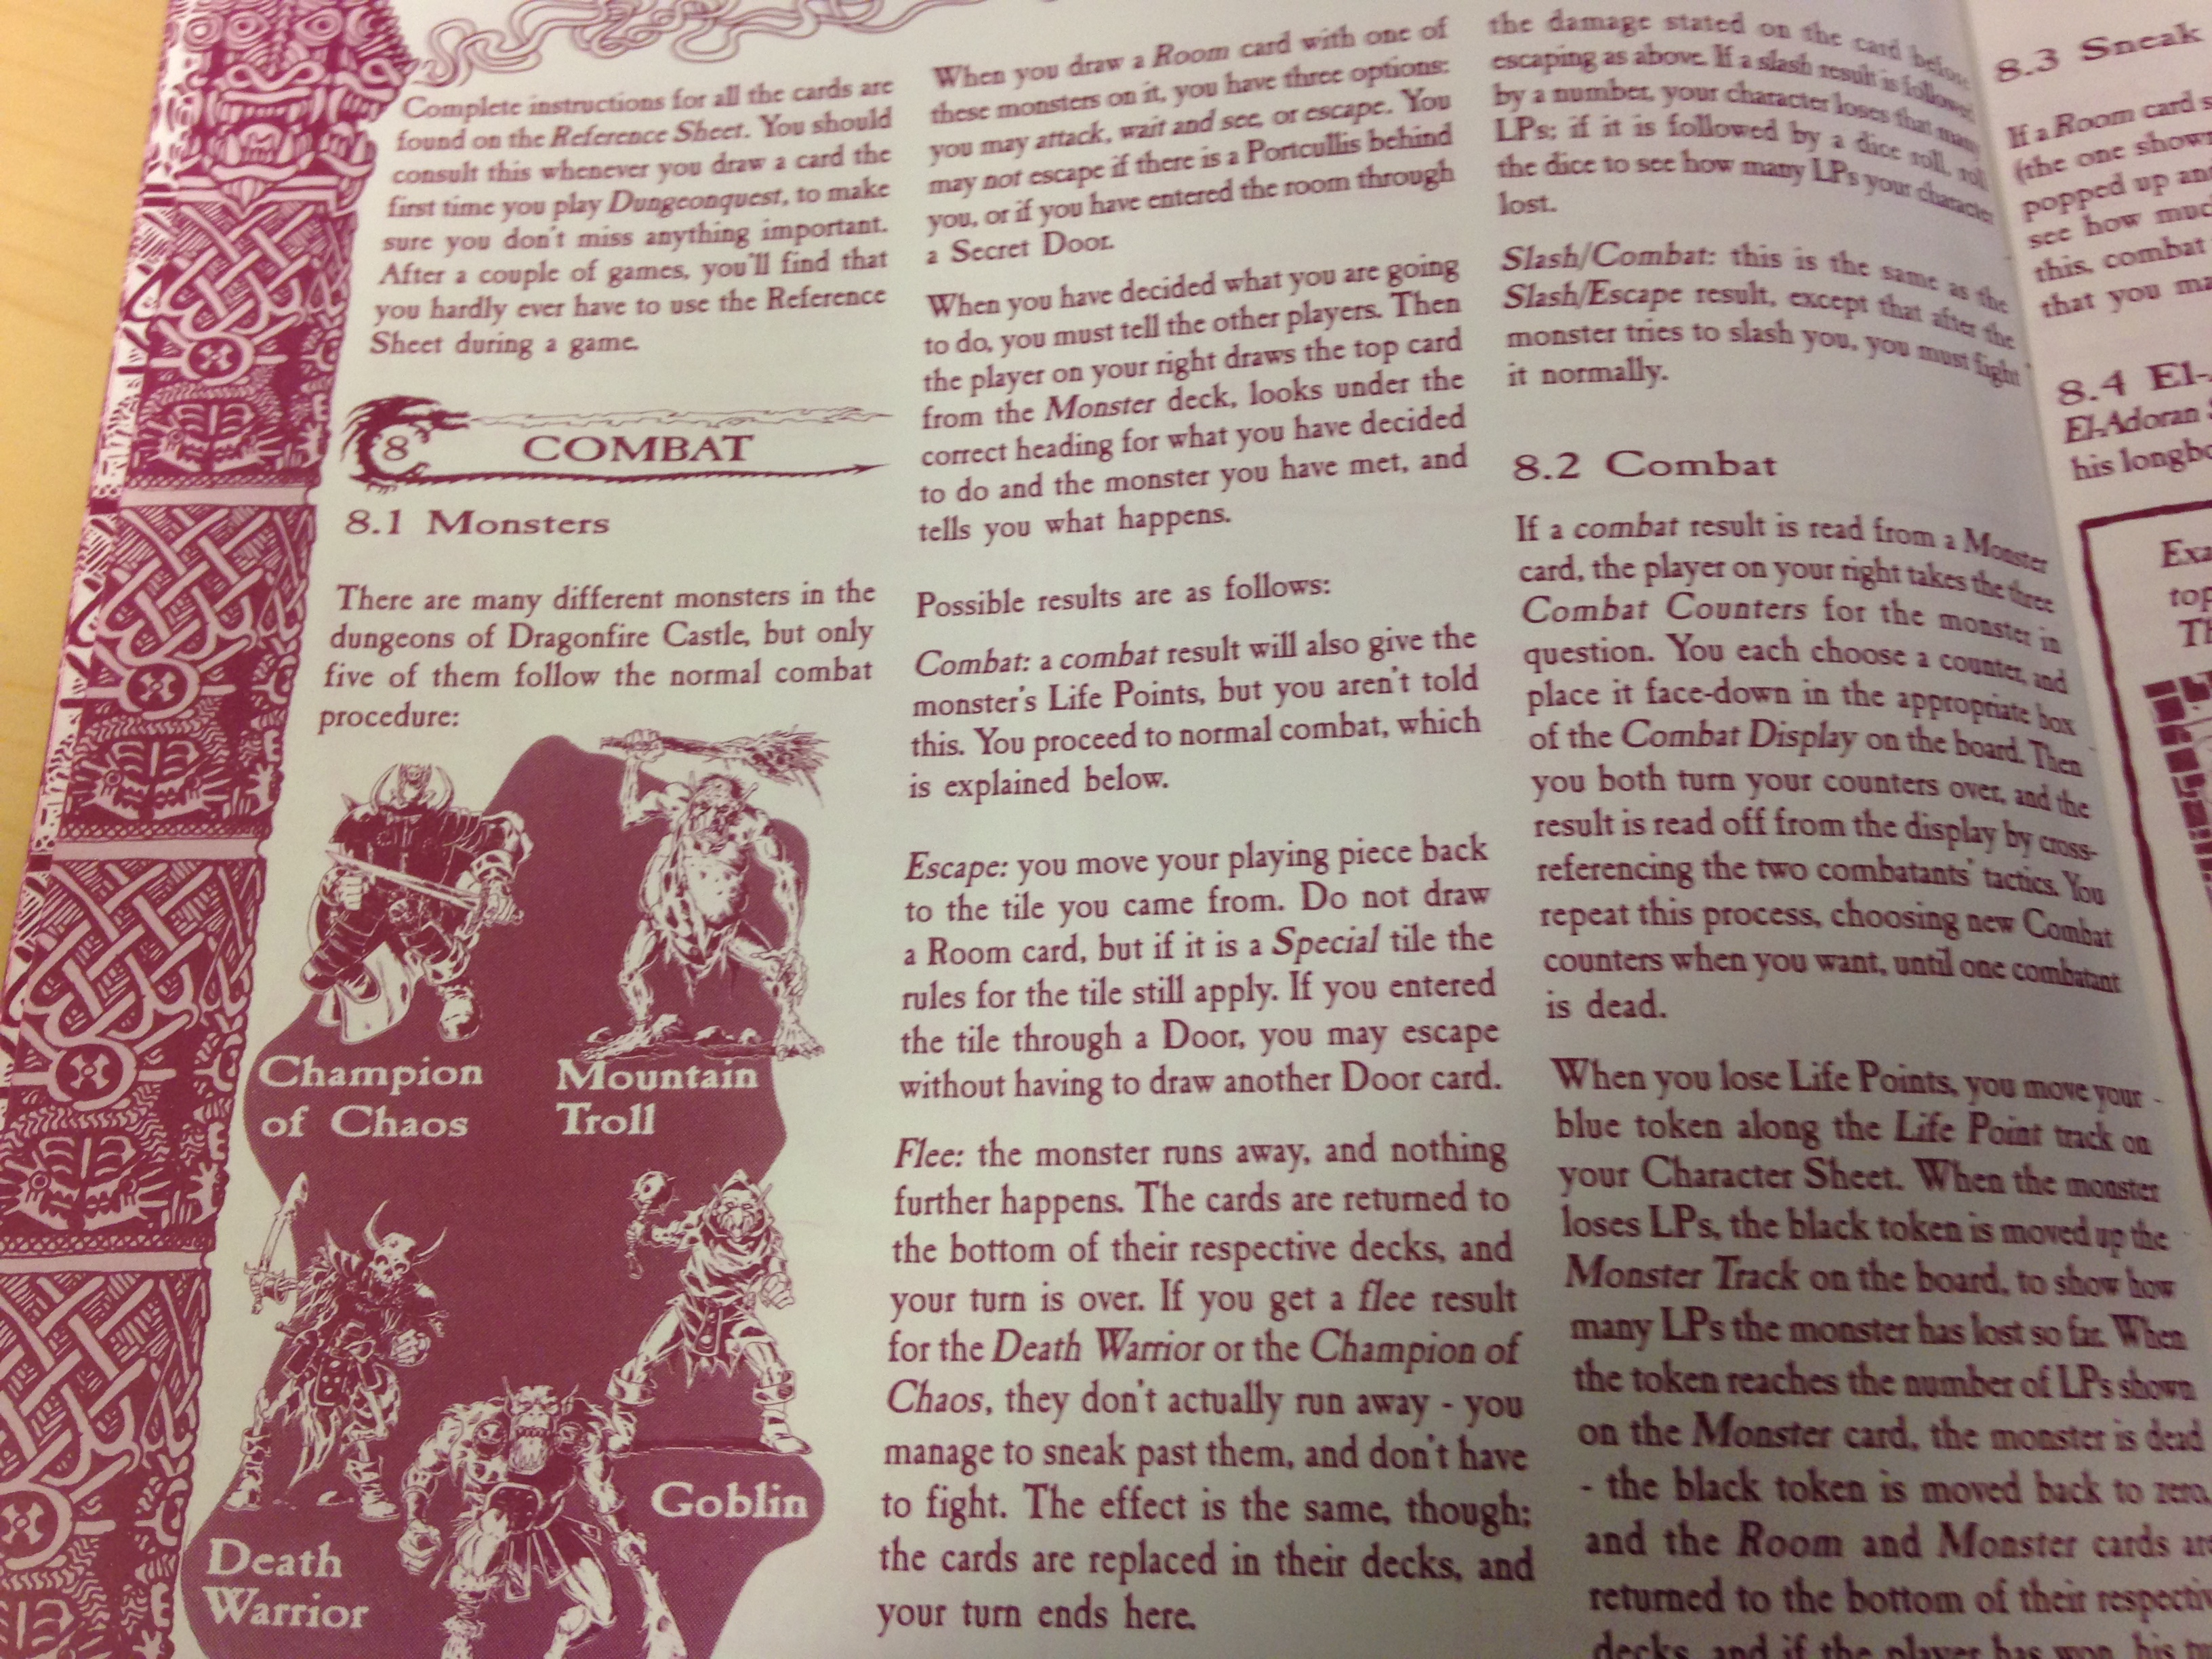 Complete instructions for all the cards are
found on the Reference Sheet. You should
consult this whenever you draw a card the
first time you play Dungeonquest, to make
sure you don't miss anything important.
After a couple of games, you'll find that
you hardly ever have to use the Reference
Sheet during a game.
8 COMBAT
8.1 Monsters
There are many different monsters in the
dungeons of Dragonfire Castle, but only
five of them follow the normal combat
procedure:
Champion
of Chaos
Mountain
Troll
Death
Warrior
Goblin
When you draw a Room card with one of
these monsters on it, you have three options:
you may attack, wait and see, or escape. You
may not escape if there is a Portcullis behind
you, or if you have entered the room through
a Secret Door.
When you have decided what you are going
to do, you must tell the other players. Then
the player on your right draws the top card
from the Monster deck, looks under the
correct heading for what you have decided
to do and the monster you have met, and
tells you what happens.
Possible results are as follows:
Combat: a combat result will also give the
monster's Life Points, but you aren't told
this. You proceed to normal combat, which
is explained below.
Escape: you move your playing piece back
to the tile you came from. Do not draw
a Room card, but if it is a Special tile the
rules for the tile still apply. If you entered
the tile through a Door, you may escape
without having to draw another Door card.
Flee: the monster runs away, and nothing
further happens. The cards are returned to
the bottom of their respective decks, and
your turn is over. If you get a flee result
for the Death Warrior or the Champion of
Chaos, they don't actually run away - you
manage to sneak past them, and don't have
to fight. The effect is the same, though;
the cards are replaced in their decks, and
your turn ends here.
the damage stated on the card before
escaping as above. If a slash result is followed
by a number, your character loses that many
LPs; if it is followed by a dice roll, roll
the dice to see how many LPs your character
lost.
Slash/Combat: this is the same as the
Slash/Escape result, except that after the
monster tries to slash you, you must fight
it normally.
8.2 Combat
If a combat result is read from a Monster
card, the player on your right takes the three
Combat Counters for the monster in
question. You each choose a counter, and
place it face-down in the appropriate box
of the Combat Display on the board. Then
you both turn your counters over, and the
result is read off from the display by cross-
referencing the two combatants' tactics. You
repeat this process, choosing new Combat
counters when you want, until one combatant
is dead.
When you lose Life Points, you move your
blue token along the Life Point track on
your Character Sheet. When the monster
loses LPs, the black token is moved up the
Monster Track on the board, to show how
many LPs the monster has lost so far. When
the token reaches the number of LPs shown
on the Monster card, the monster is dead
- the black token is moved back to zero,
and the Room and Monster cards are
returned to the bottom of their respective
decks, and if the player has won, his
8.3 Sneak
If a Room card
(the one show
popped up an
see how muc
this, combat
that you ma
8.4 El-
El-Adoran
his longbo
Exa
top
Th